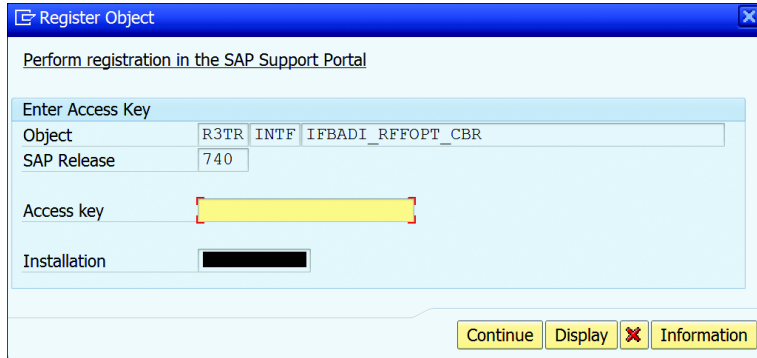 Register Object
Perform registration in the SAP Support Portal
Enter Access Key
Object R3TR INTF IFBADI_RFFOPT_CBR
SAP Release 740
Access key
Installation
Continue Display Information